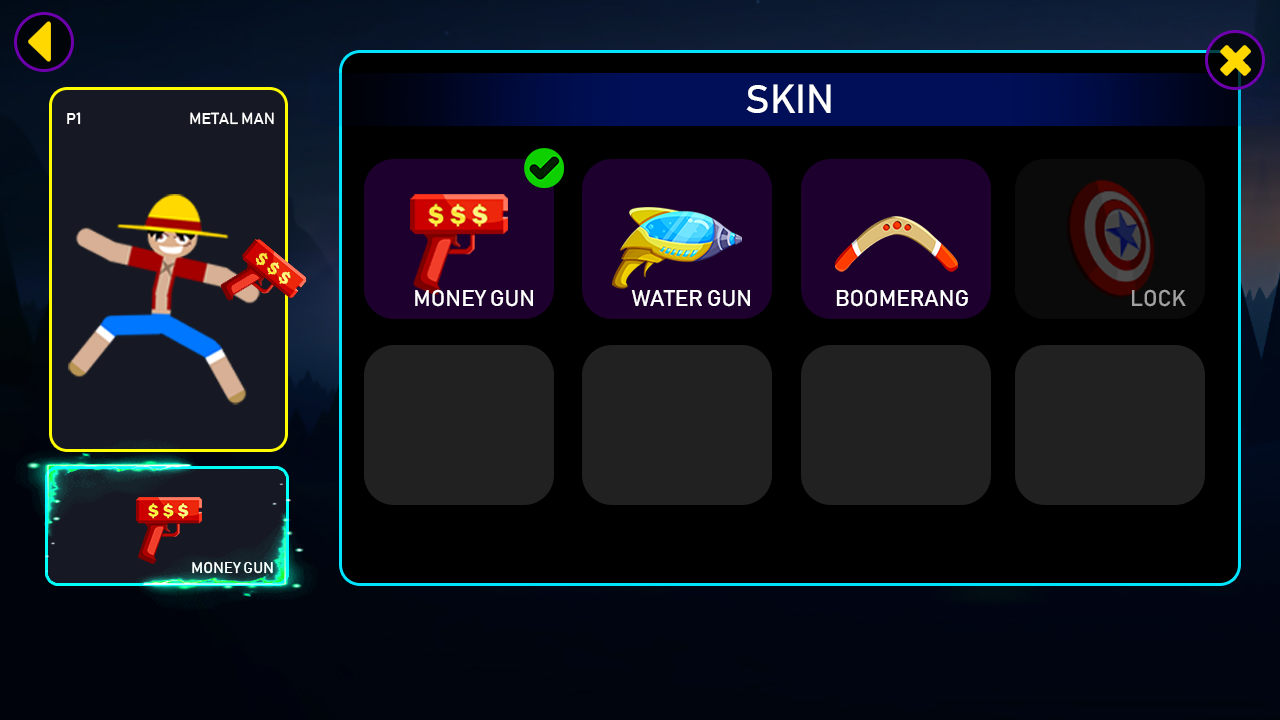 SKIN
P1 METAL MAN
$$$
$$$
MONEY GUN
WATER GUN
BOOMERANG
LOCK
$$$
MONEY GUN